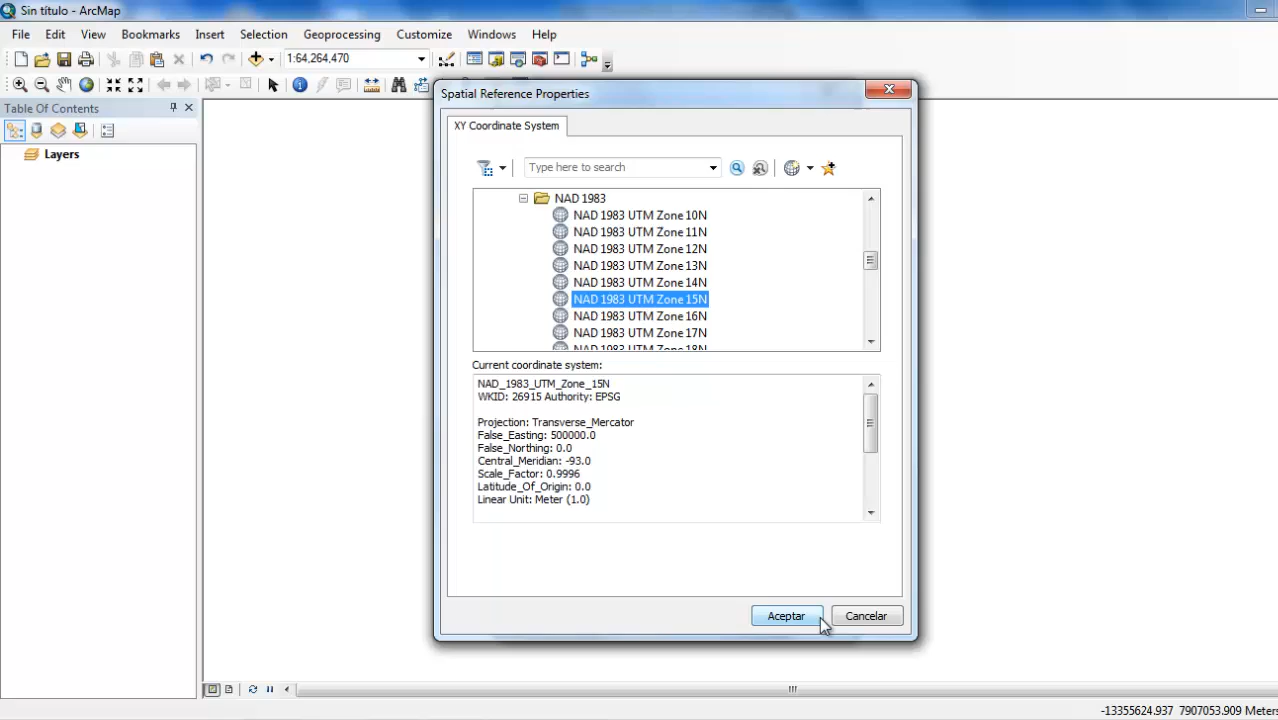 Sin título - ArcMap
File Edit View Bookmarks Insert Selection Geoprocessing Customize Windows Help
1:64,264,470
Table Of Contents
Layers
Spatial Reference Properties
XY Coordinate System
Type here to search
NAD 1983
NAD 1983 UTM Zone 10N
NAD 1983 UTM Zone 11N
NAD 1983 UTM Zone 12N
NAD 1983 UTM Zone 13N
NAD 1983 UTM Zone 14N
NAD 1983 UTM Zone 15N
NAD 1983 UTM Zone 16N
NAD 1983 UTM Zone 17N
NAD 1983 UTM Zone 18N
Current coordinate system:
NAD_1983_UTM_Zone_15N
WKID: 26915 Authority: EPSG
Projection: Transverse_Mercator
False_Easting: 500000.0
False_Northing: 0.0
Central_Meridian: -93.0
Scale_Factor: 0.9996
Latitude_Of_Origin: 0.0
Linear Unit: Meter (1.0)
Aceptar Cancelar
-13355624.937 7907053.909 Meters